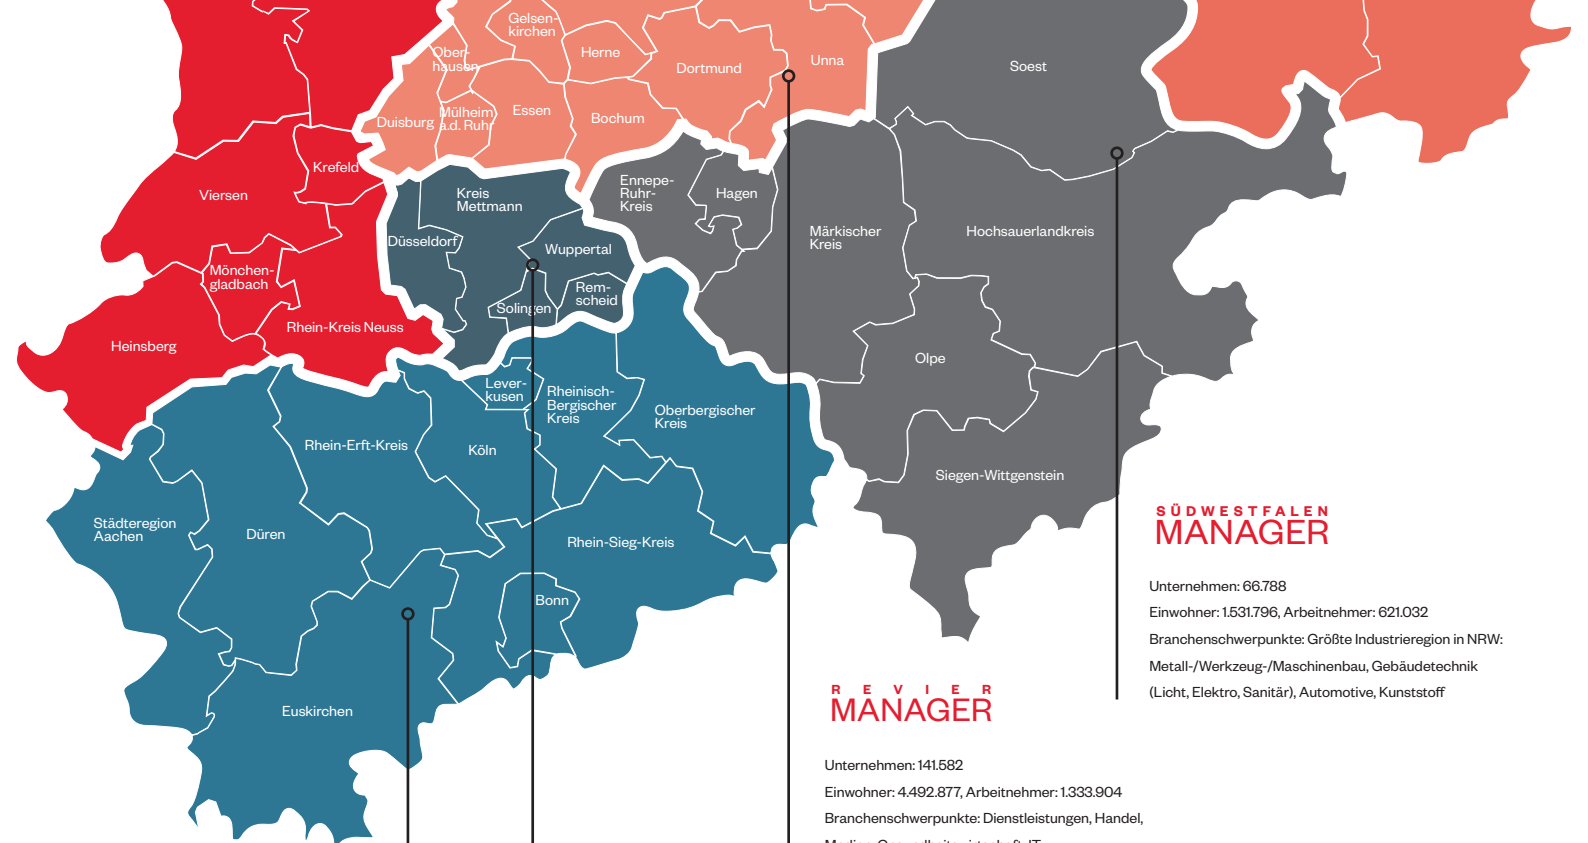 Gelsen-
kirchen
Ober-
hausen
Herne
Dortmund
Unna
Soest
Duisburg
Mülheim
a.d. Ruhr
Essen
Bochum
Krefeld
Viersen
Kreis
Mettmann
Ennepe-
Ruhr-
Kreis
Hagen
Düsseldorf
Wuppertal
Märkischer
Kreis
Hochsauerlandkreis
Mönchen-
gladbach
Rem-
scheid
Solingen
Rhein-Kreis Neuss
Heinsberg
Olpe
Lever-
kusen
Rheinisch-
Bergischer
Kreis
Oberbergischer
Kreis
Rhein-Erft-Kreis
Köln
Siegen-Wittgenstein
Städteregion
Aachen
Düren
Rhein-Sieg-Kreis
Bonn
Euskirchen
SÜDWESTFALEN
MANAGER
Unternehmen: 66.788
Einwohner: 1.531.796, Arbeitnehmer: 621.032
Branchenschwerpunkte: Größte Industrieregion in NRW:
Metall-/Werkzeug-/Maschinenbau, Gebäudetechnik
(Licht, Elektro, Sanitär), Automotive, Kunststoff
REVIER
MANAGER
Unternehmen: 141.582
Einwohner: 4.492.877, Arbeitnehmer: 1.333.904
Branchenschwerpunkte: Dienstleistungen, Handel,